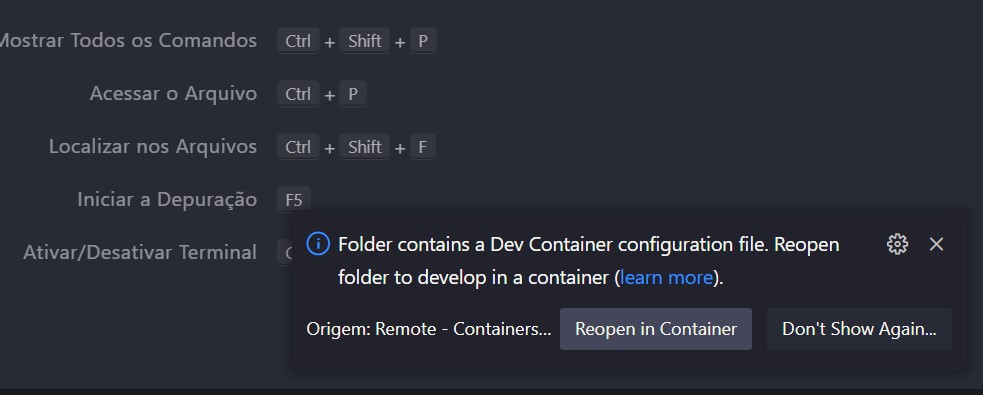 Mostrar Todos os Comandos Ctrl + Shift + P
Acessar o Arquivo Ctrl + P
Localizar nos Arquivos Ctrl + Shift + F
Iniciar a Depuração F5
Ativar/Desativar Terminal
Folder contains a Dev Container configuration file. Reopen
folder to develop in a container (learn more).
Origem: Remote - Containers... Reopen in Container Don't Show Again...